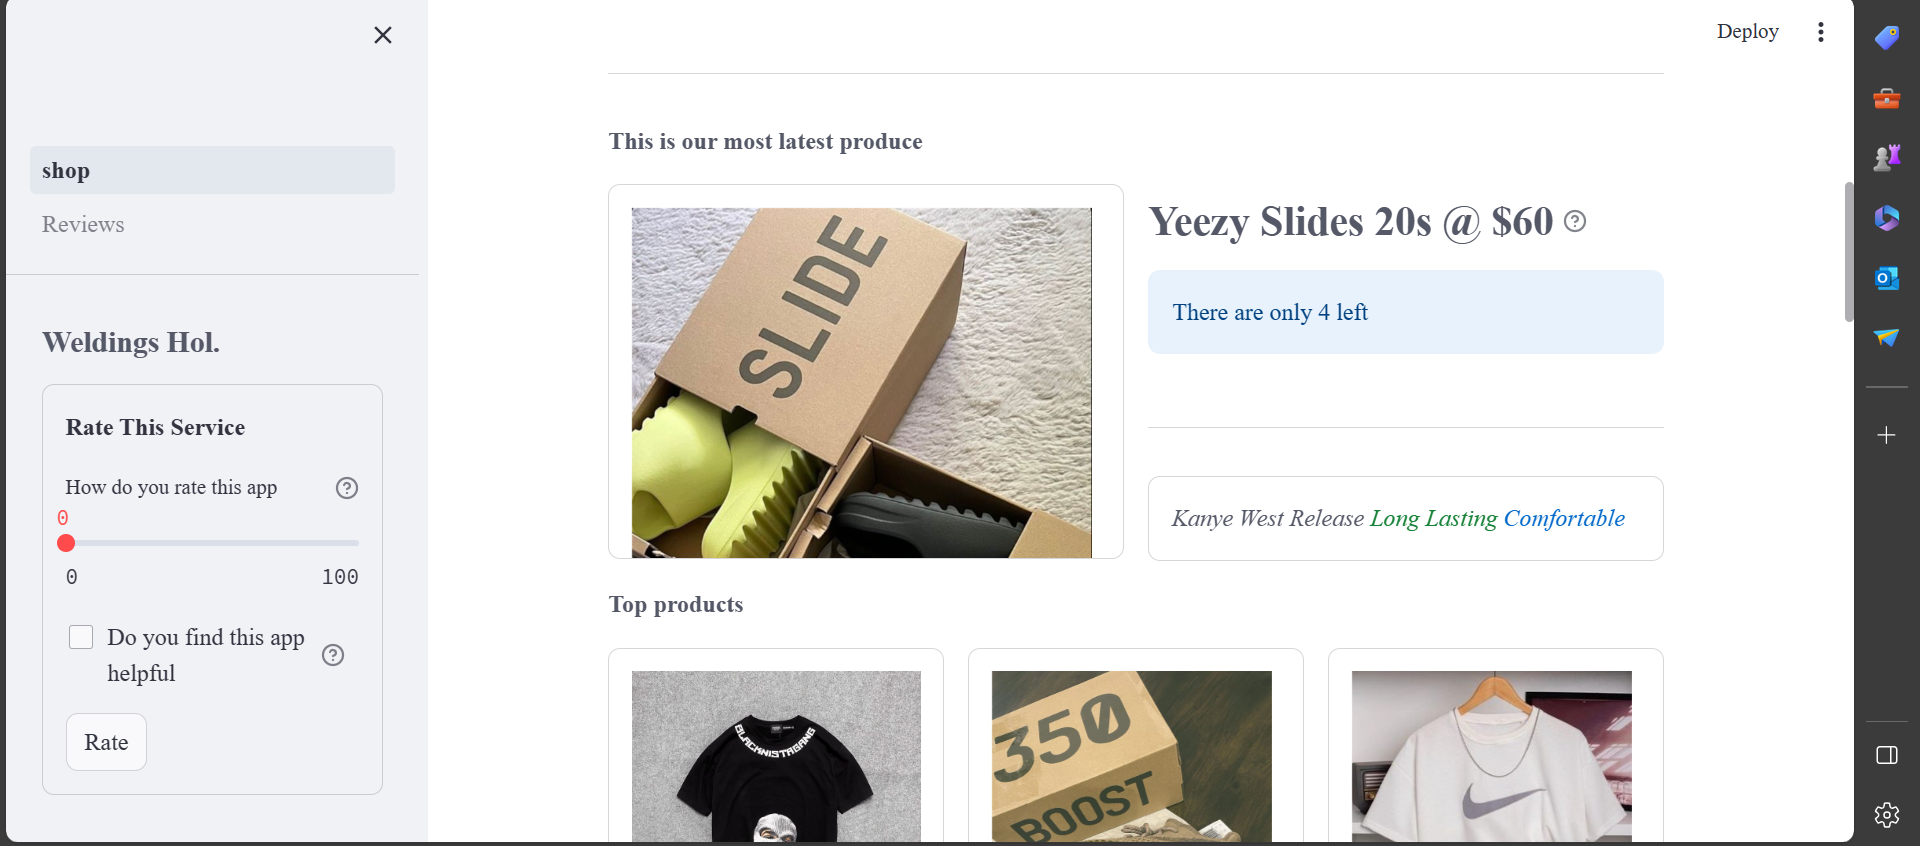 Deploy
shop
Reviews
Weldings Hol.
Rate This Service
How do you rate this app
0
0 100
Do you find this app
helpful
Rate
This is our most latest produce
SLIDE
Yeezy Slides 20s @ $60
There are only 4 left
Kanye West Release Long Lasting Comfortable
Top products
BLACKNISTAGANG
350
BOOST